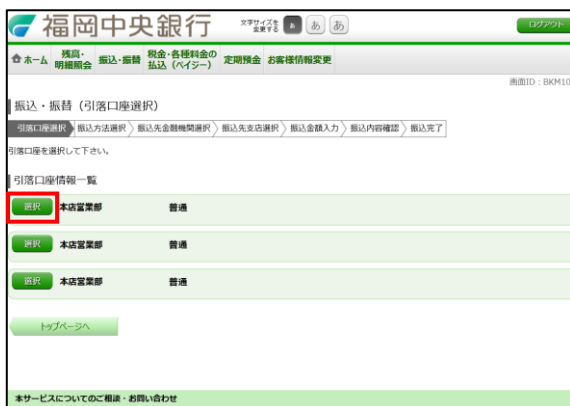 福岡中央銀行
文字サイズを
変更する
あ あ あ
ログアウト
ホーム 残高・明細照会 振込・振替 税金・各種料金の払込（ペイジー） 定期預金 お客様情報変更
画面ID：BKM10
振込・振替（引落口座選択）
引落口座選択 振込方法選択 振込先金融機関選択 振込先支店選択 振込金額入力 振込内容確認 振込完了
引落口座を選択して下さい。
引落口座情報一覧
選択 本店営業部 普通
選択 本店営業部 普通
選択 本店営業部 普通
トップページへ
本サービスについてのご相談・お問い合わせ